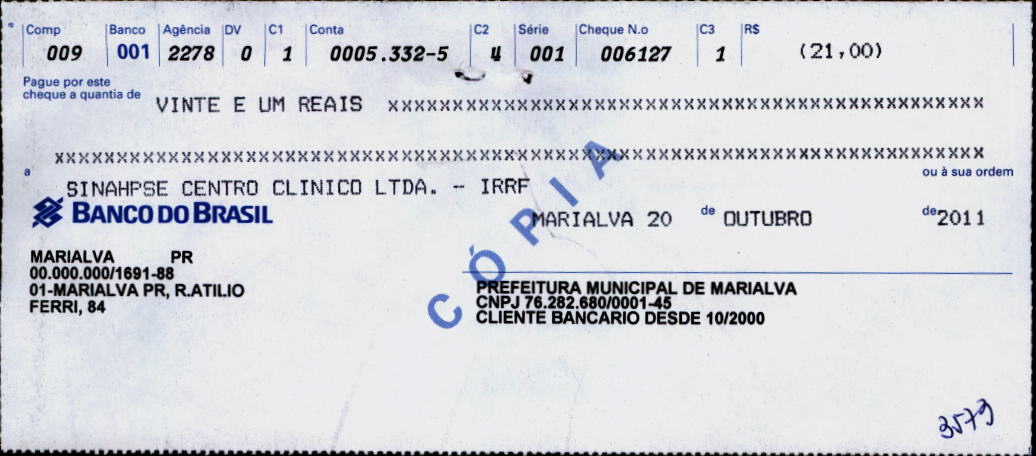 Comp Banco Agência DV C1 Conta C2 Série Cheque N.o C3 R$
009 001 2278 0 1 0005.332-5 4 001 006127 1 (21,00)
Pague por este
cheque a quantia de VINTE E UM REAIS xxxxxxxxxxxxxxxxxxxxxxxxxxxxxxxxxxxxxxxxxxxxxxxx
xxxxxxxxxxxxxxxxxxxxxxxxxxxxxxxxxxxxxxxxxxxxxxxxxxxxxxxxxxxxxxxxxxxxxxxxxxx
a SINAHPSE CENTRO CLINICO LTDA. - IRRF ou à sua ordem
BANCO DO BRASIL
MARIALVA 20 de OUTUBRO de 2011
MARIALVA PR
00.000.000/1691-88
01-MARIALVA PR, R.ATILIO
FERRI, 84
PREFEITURA MUNICIPAL DE MARIALVA
CNPJ 76.282.680/0001-45
CLIENTE BANCARIO DESDE 10/2000
CÓPIA
3579